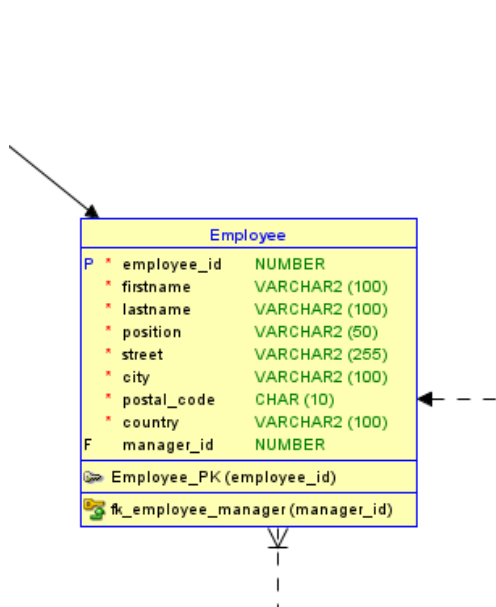 Employee
P * employee_id NUMBER
* firstname VARCHAR2 (100)
* lastname VARCHAR2 (100)
* position VARCHAR2 (50)
* street VARCHAR2 (255)
* city VARCHAR2 (100)
* postal_code CHAR (10)
* country VARCHAR2 (100)
F manager_id NUMBER
Employee_PK (employee_id)
fk_employee_manager (manager_id)